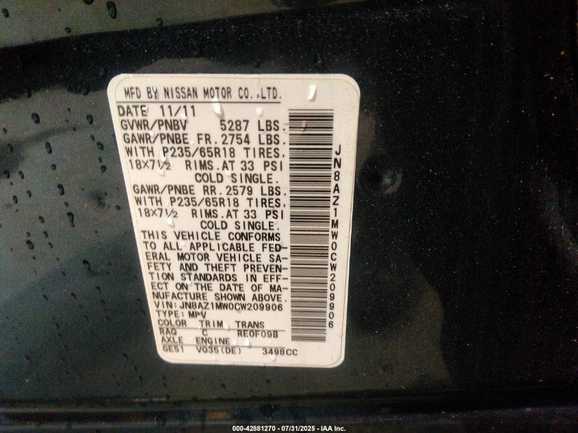 MFD BY NISSAN MOTOR CO.,LTD.
DATE 11/11
GVWR/PNBV 5287 LBS.
GAWR/PNBE FR. 2754 LBS.
WITH P235/65R18 TIRES,
18X7½ RIMS.AT 33 PSI
COLD SINGLE.
GAWR/PNBE RR. 2579 LBS.
WITH P235/65R18 TIRES,
18X7½ RIMS.AT 33 PSI
COLD SINGLE.
THIS VEHICLE CONFORMS
TO ALL APPLICABLE FED-
ERAL MOTOR VEHICLE SA-
FETY AND THEFT PREVEN-
TION STANDARDS IN EFF-
ECT ON THE DATE OF MA-
NUFACTURE SHOWN ABOVE.
VIN:JN8AZ1MW0CW209906
TYPE: MPV
COLOR TRIM TRANS
RAQ C RE0F09B
AXLE ENGINE
GE51 VQ35(DE) 3498CC
JN8AZ1MW0CW209906
000-42881270 - 07/31/2025 - IAA Inc.